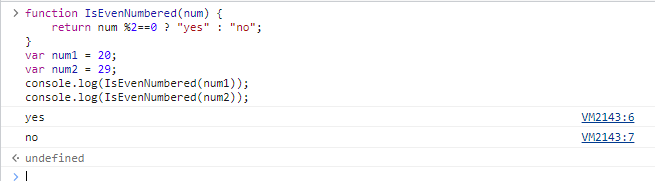 > function IsEvenNumbered(num) {
    return num %2==0 ? "yes" : "no";
}
var num1 = 20;
var num2 = 29;
console.log(IsEvenNumbered(num1));
console.log(IsEvenNumbered(num2));
yes VM2143:6
no VM2143:7
undefined
>